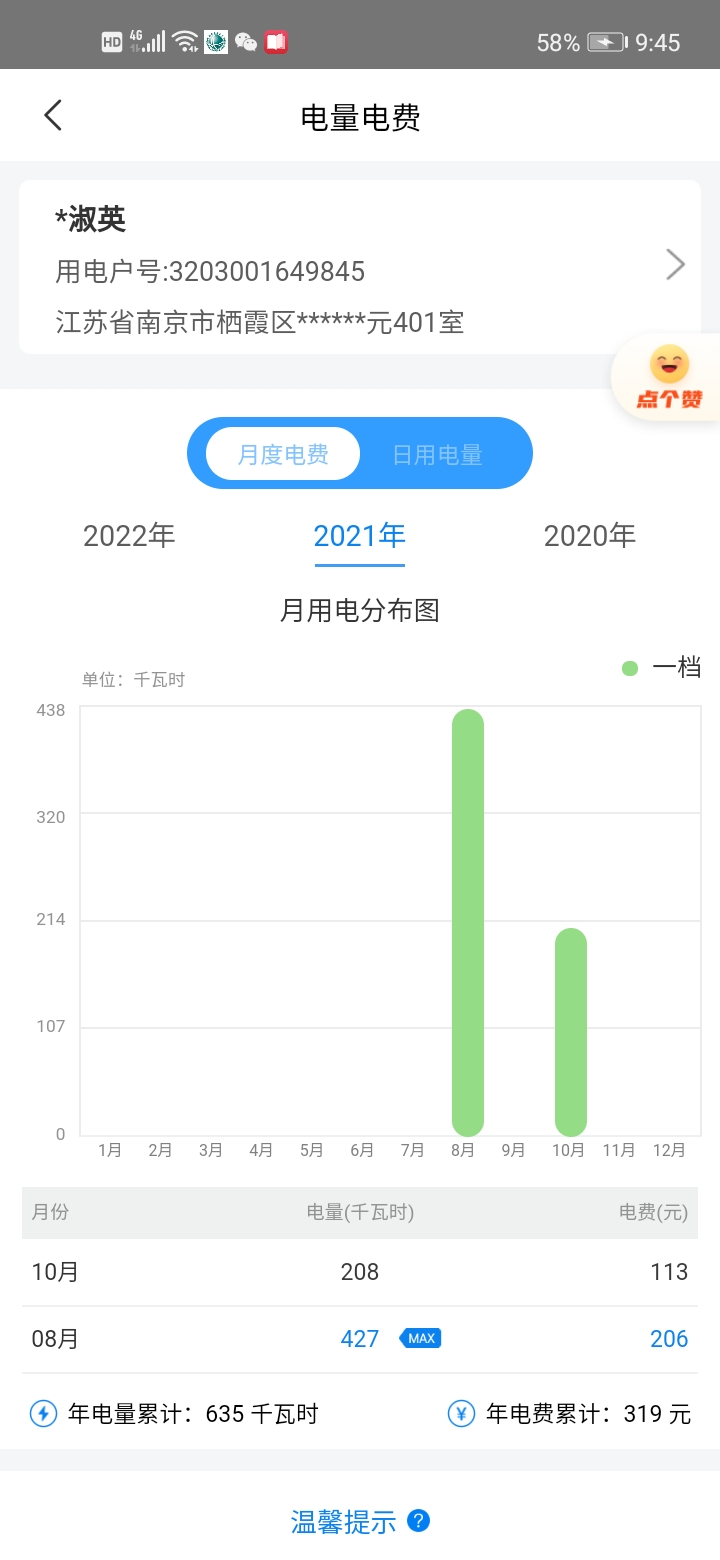 HD 4G 58% 9:45
电量电费
*淑英
用电户号:3203001649845
江苏省南京市栖霞区******元401室
点个赞
月度电费 日用电量
2022年 2021年 2020年
月用电分布图
单位：千瓦时 一档
438
320
214
107
0
1月 2月 3月 4月 5月 6月 7月 8月 9月 10月 11月 12月
月份 电量(千瓦时) 电费(元)
10月 208 113
08月 427 MAX 206
年电量累计：635 千瓦时 ¥ 年电费累计：319 元
温馨提示 ?